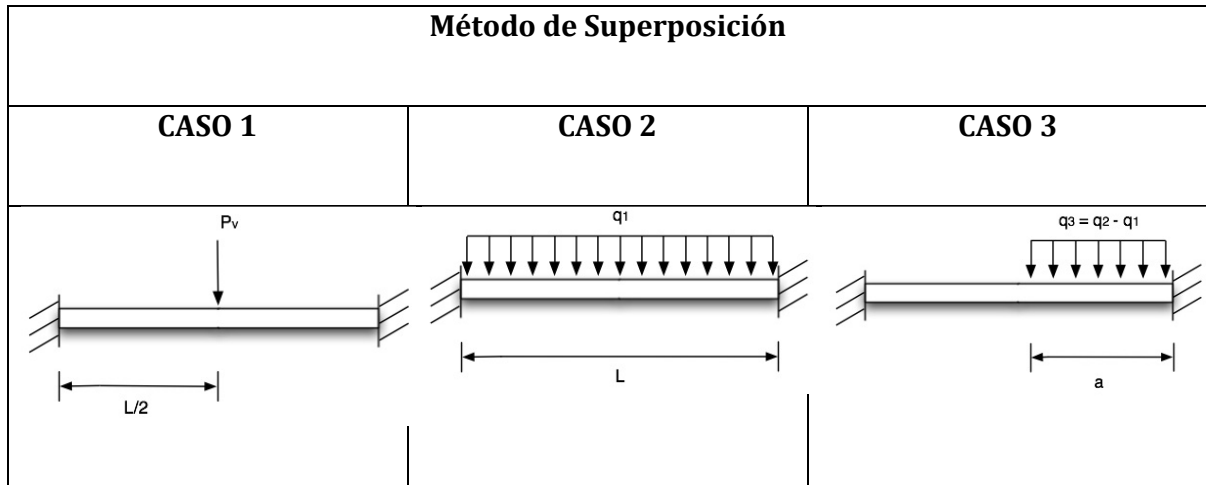 Método de Superposición
CASO 1
CASO 2
CASO 3
Pv
L/2
q1
L
q3 = q2 - q1
a